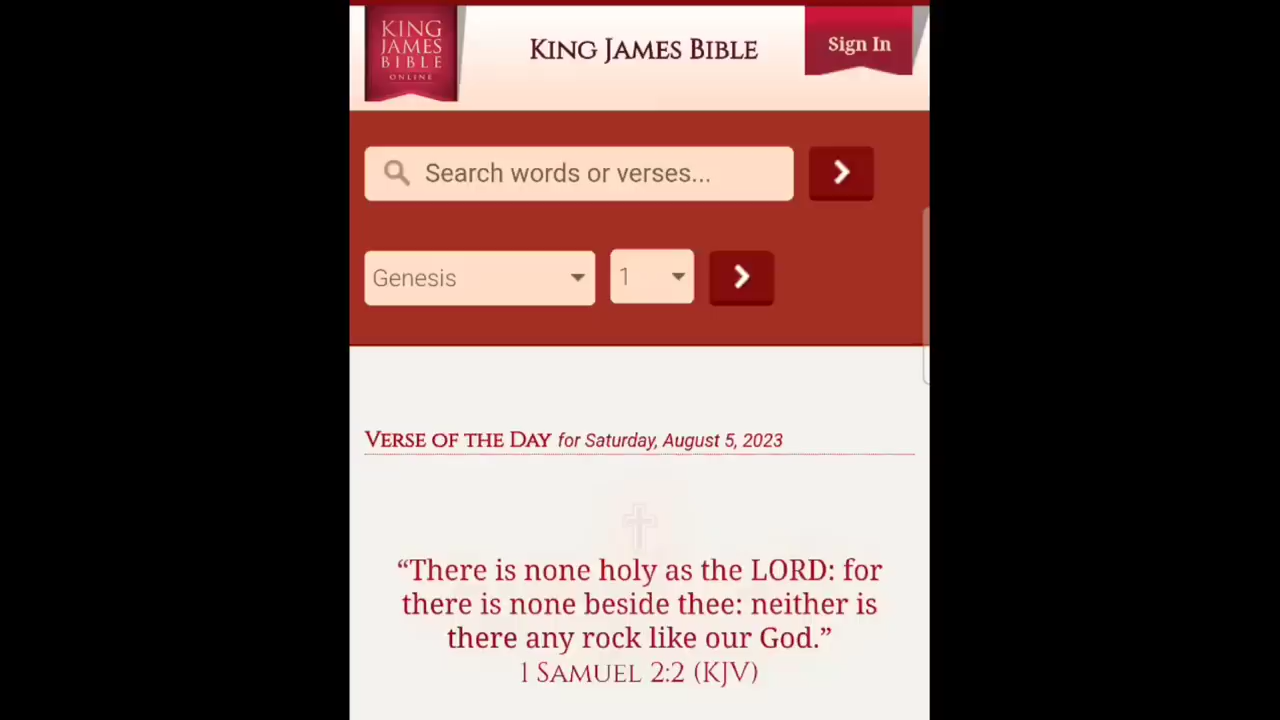 KING
JAMES
BIBLE
ONLINE
King James Bible
Sign In
Search words or verses...
Genesis
1
Verse of the Day for Saturday, August 5, 2023
“There is none holy as the LORD: for
there is none beside thee: neither is
there any rock like our God.”
1 Samuel 2:2 (KJV)